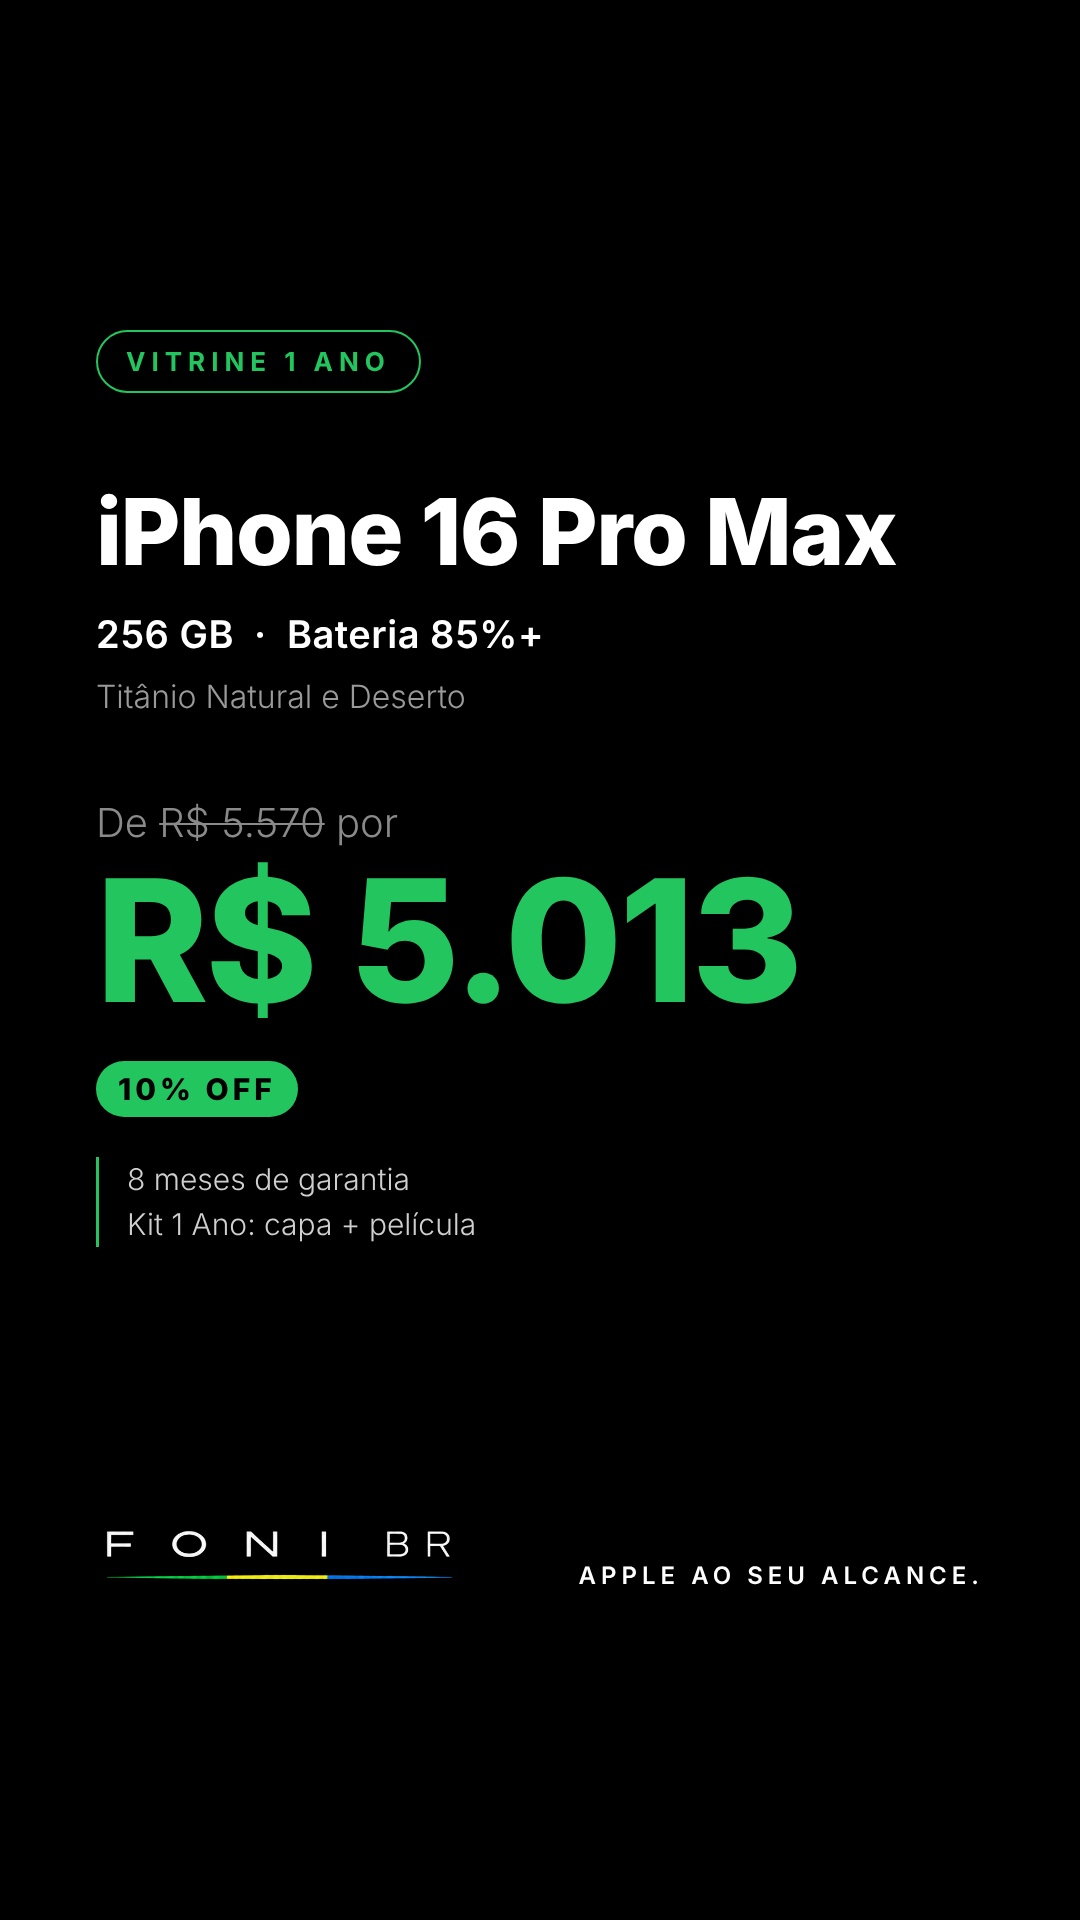 VITRINE 1 ANO
iPhone 16 Pro Max
256 GB · Bateria 85%+
Titânio Natural e Deserto
De R$ 5.570 por
R$ 5.013
10% OFF
8 meses de garantia
Kit 1 Ano: capa + película
FONI BR
APPLE AO SEU ALCANCE.